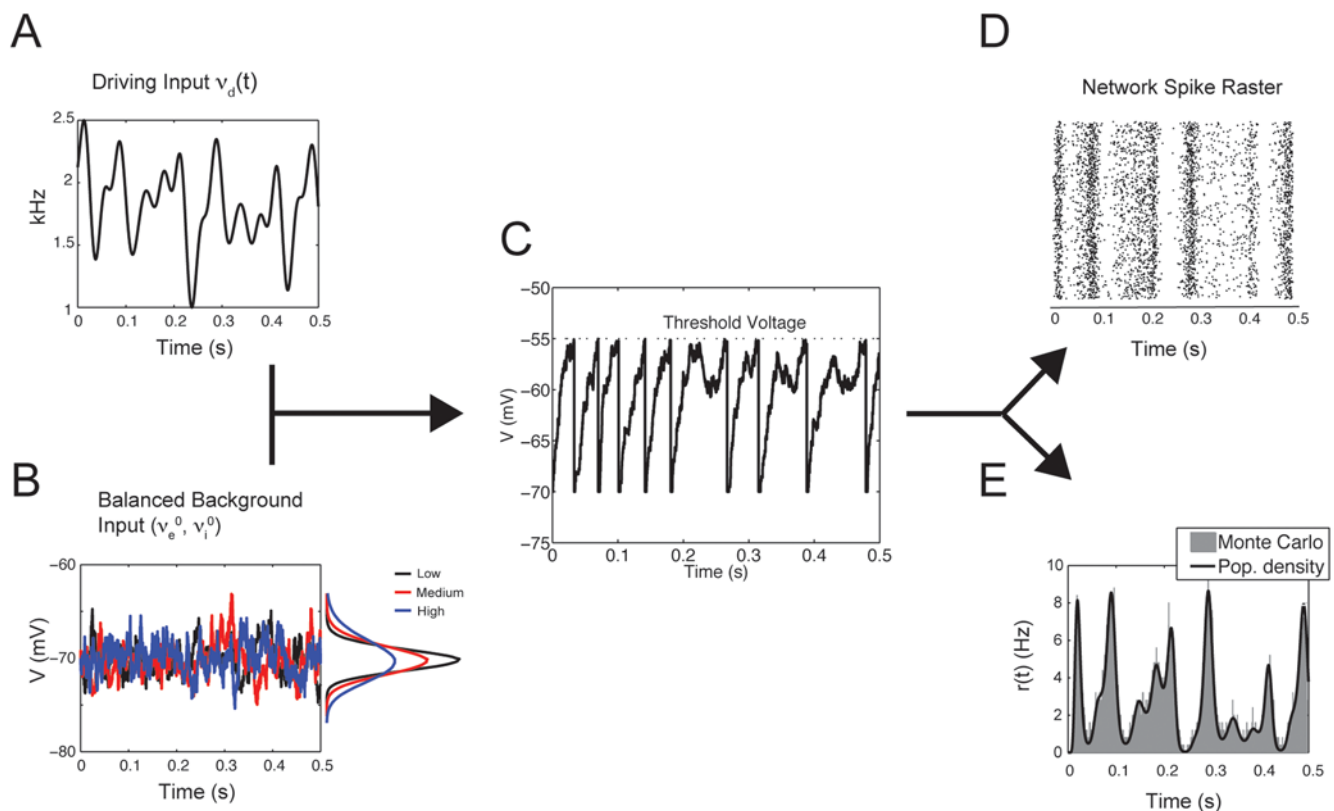 A
Driving Input νd(t)
2.5
2
1.5
1
kHz
0 0.1 0.2 0.3 0.4 0.5
Time (s)
B
Balanced Background
Input (νe⁰, νi⁰)
−60
−70
−80
V (mV)
0 0.1 0.2 0.3 0.4 0.5
Time (s)
Low
Medium
High
C
−50
−55
−60
−65
−70
−75
V (mV)
Threshold Voltage
0 0.1 0.2 0.3 0.4 0.5
Time (s)
D
Network Spike Raster
0 0.1 0.2 0.3 0.4 0.5
Time (s)
E
Monte Carlo
Pop. density
10
8
6
4
2
0
r(t) (Hz)
0 0.1 0.2 0.3 0.4 0.5
Time (s)